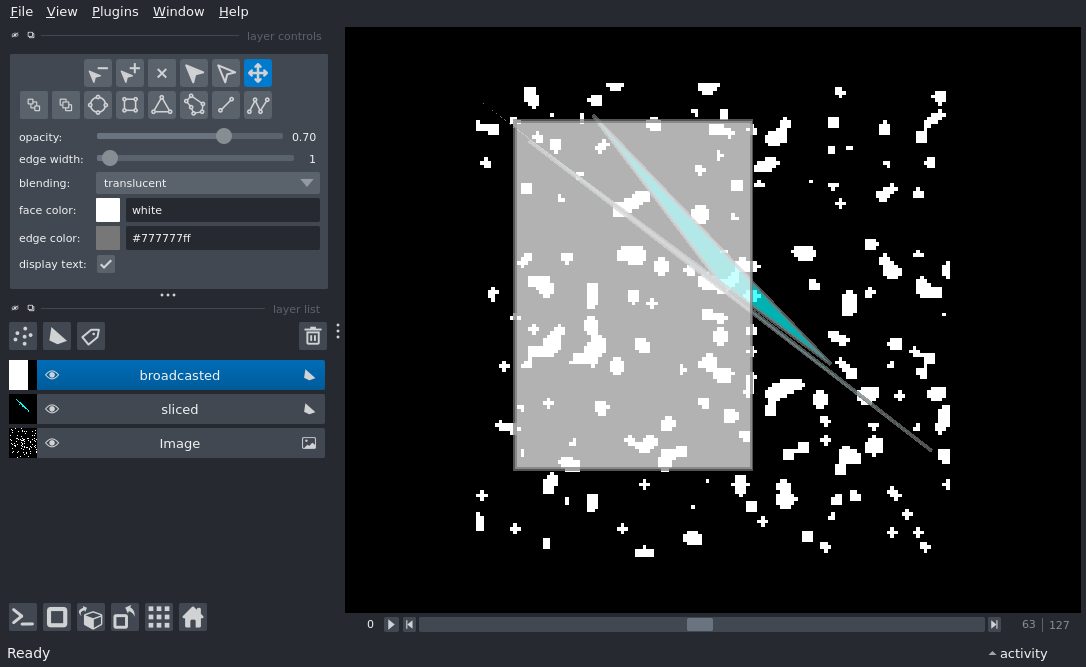 File View Plugins Window Help
layer controls
opacity: 0.70
edge width: 1
blending: translucent
face color: white
edge color: #777777ff
display text:
layer list
broadcasted
sliced
Image
0 63 127
Ready activity